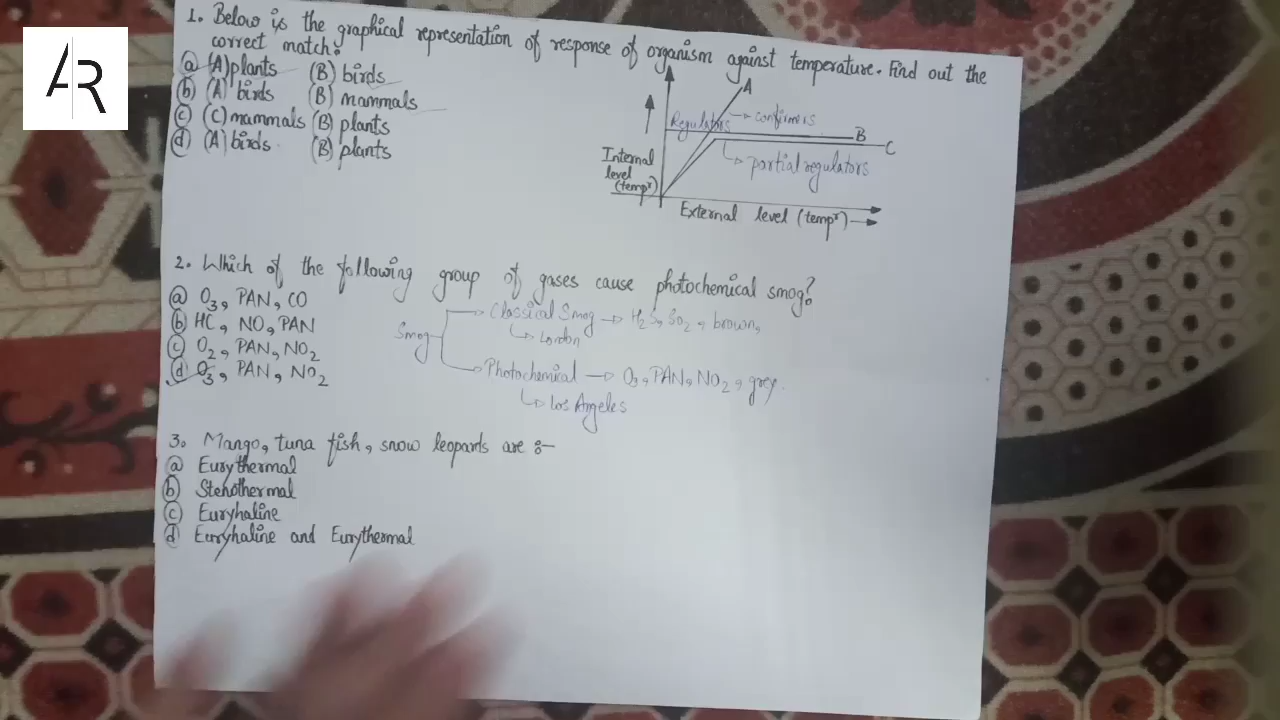 AR
1. Below is the graphical representation of response of organism against temperature. Find out the
correct match?
(a) (A) plants (B) birds
(b) (A) birds (B) mammals
(c) (C) mammals (B) plants
(d) (A) birds (B) plants
A
Regulators → confirmers
B
C
↳ partial regulators
Internal
level
(tempr)
External level (tempr) →
2. Which of the following group of gases cause photochemical smog?
(a) O3, PAN, CO
(b) HC, NO, PAN
(c) O2, PAN, NO2
(d) O3, PAN, NO2
Smog
Classical Smog → H2S, SO2, brown,
↳ London
Photochemical → O3, PAN, NO2, grey.
↳ Los Angeles
3. Mango, tuna fish, snow leopards are :-
(a) Eurythermal
(b) Stenothermal
(c) Euryhaline
(d) Euryhaline and Eurythermal